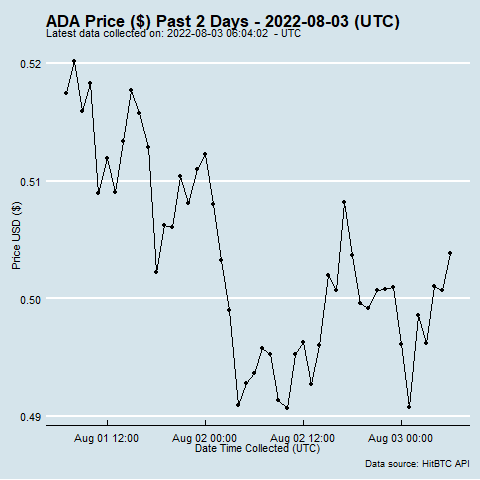 ADA Price ($) Past 2 Days - 2022-08-03 (UTC)
Latest data collected on: 2022-08-03 06:04:02 - UTC
0.52
0.51
0.50
0.49
Price USD ($)
Aug 01 12:00
Aug 02 00:00
Aug 02 12:00
Aug 03 00:00
Date Time Collected (UTC)
Data source: HitBTC API